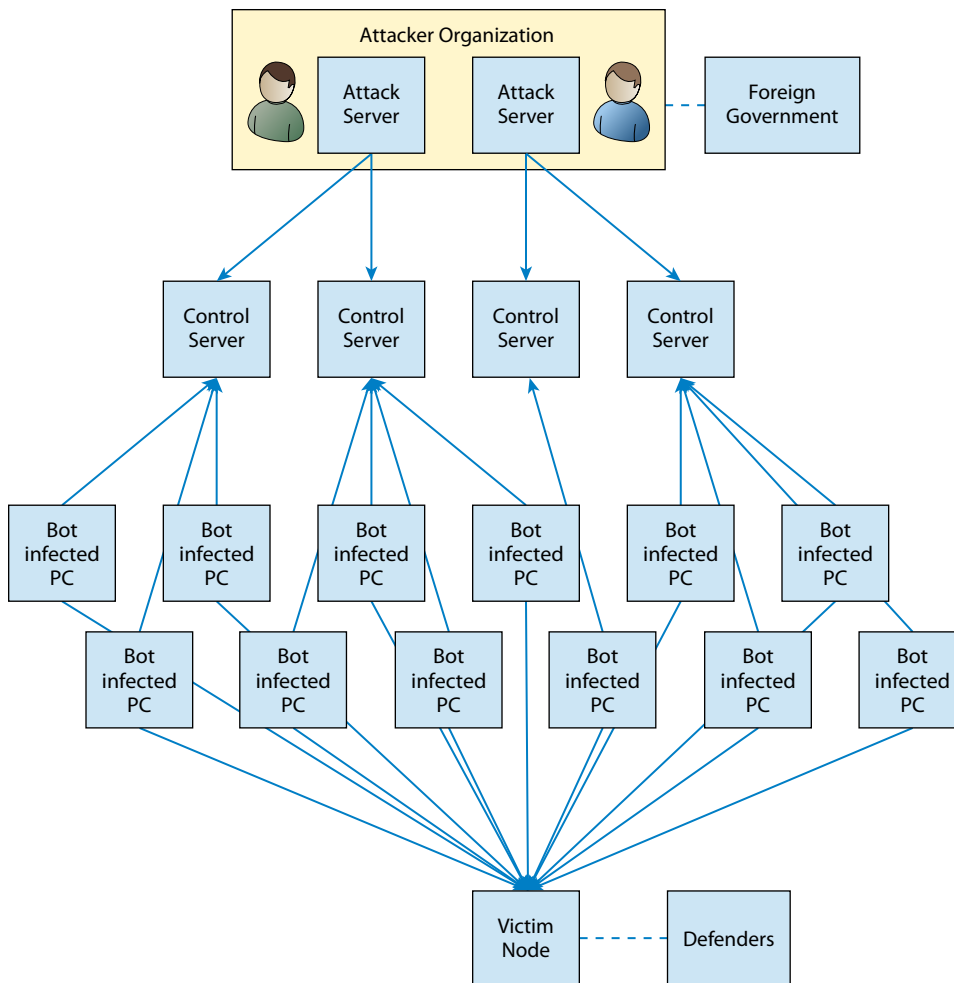 Attacker Organization
Attack
Server
Attack
Server
Foreign
Government
Control
Server
Control
Server
Control
Server
Control
Server
Bot
infected
PC
Bot
infected
PC
Bot
infected
PC
Bot
infected
PC
Bot
infected
PC
Bot
infected
PC
Bot
infected
PC
Bot
infected
PC
Bot
infected
PC
Bot
infected
PC
Bot
infected
PC
Bot
infected
PC
Victim
Node
Defenders